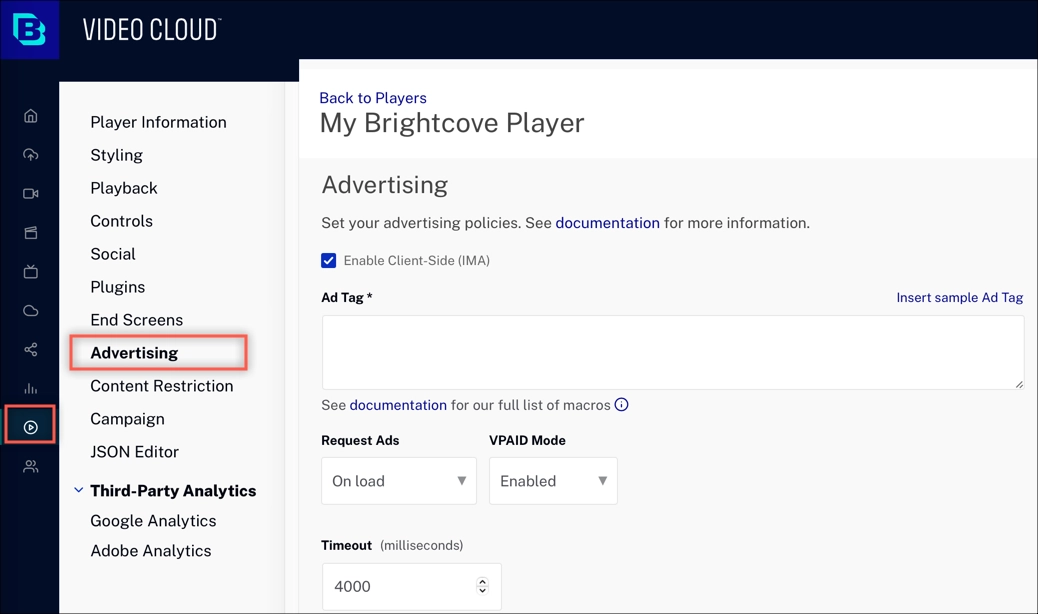 B VIDEO CLOUD™
Player Information
Styling
Playback
Controls
Social
Plugins
End Screens
Advertising
Content Restriction
Campaign
JSON Editor
Third-Party Analytics
Google Analytics
Adobe Analytics
Back to Players
My Brightcove Player
Advertising
Set your advertising policies. See documentation for more information.
Enable Client-Side (IMA)
Ad Tag * Insert sample Ad Tag
See documentation for our full list of macros
Request Ads VPAID Mode
On load Enabled
Timeout (milliseconds)
4000